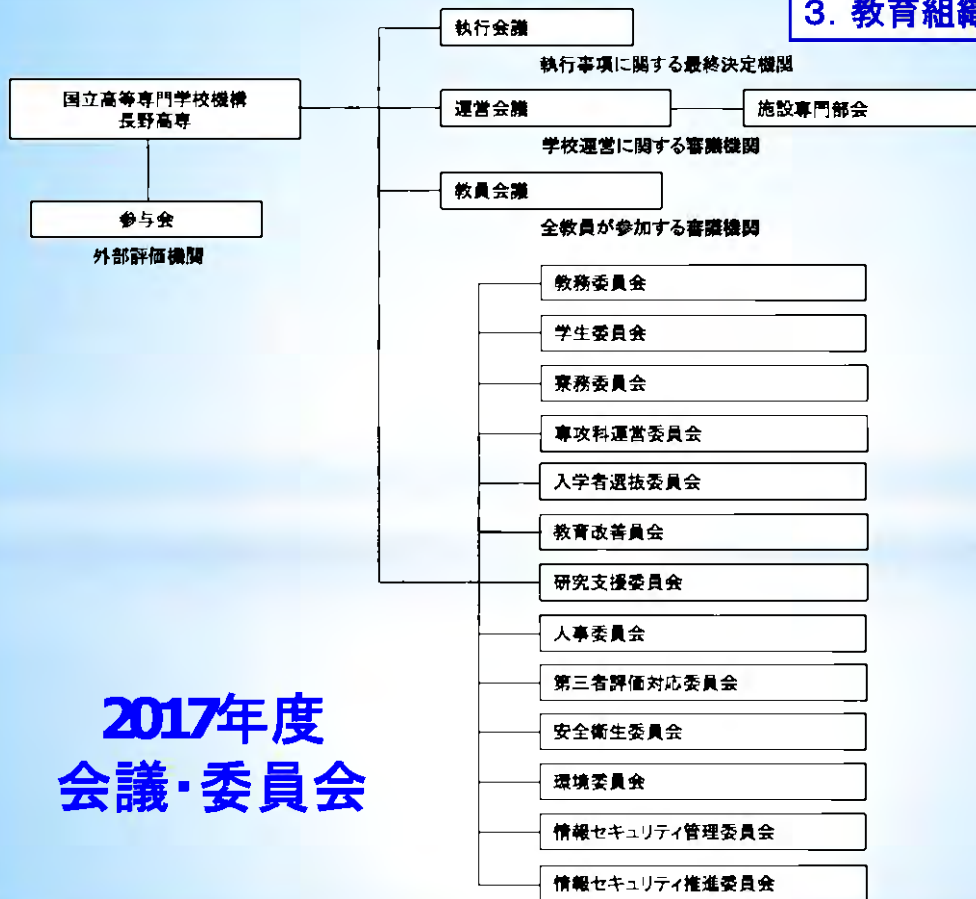 3. 教育組織
執行会議
執行事項に関する最終決定機関
国立高等専門学校機構
長野高専
運営会議
施設専門部会
学校運営に関する審議機関
教員会議
参与会
全教員が参加する審議機関
外部評価機関
教務委員会
学生委員会
寮務委員会
専攻科運営委員会
入学者選抜委員会
教育改善員会
研究支援委員会
人事委員会
第三者評価対応委員会
安全衛生委員会
環境委員会
情報セキュリティ管理委員会
情報セキュリティ推進委員会
2017年度
会議・委員会